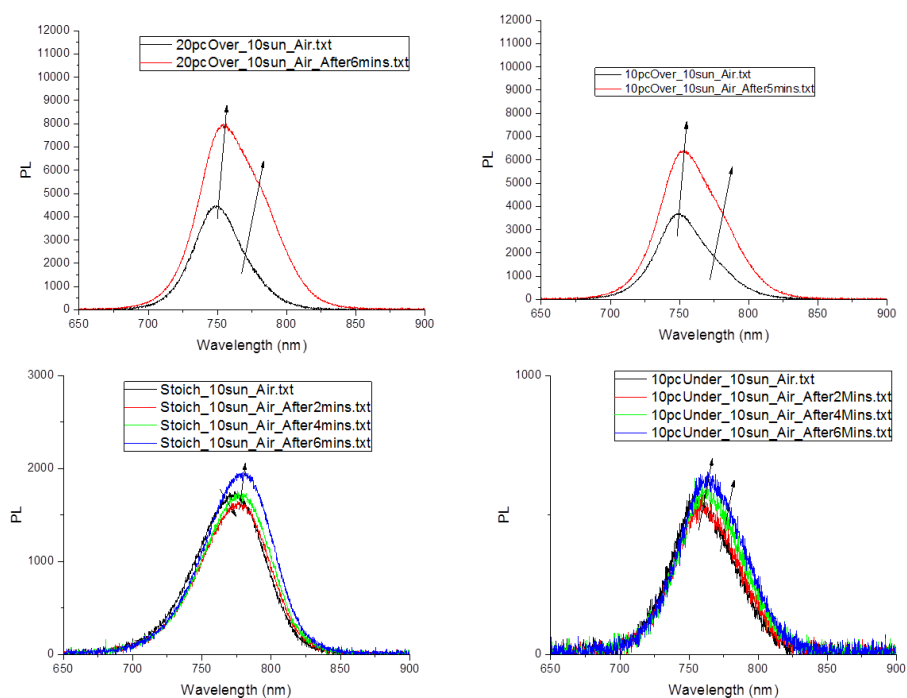 12000
11000
10000
9000
8000
7000
6000
5000
4000
3000
2000
1000
0
PL
20pcOver_10sun_Air.txt
20pcOver_10sun_Air_After6mins.txt
650 700 750 800 850 900
Wavelength (nm)
12000
11000
10000
9000
8000
7000
6000
5000
4000
3000
2000
1000
0
PL
10pcOver_10sun_Air.txt
10pcOver_10sun_Air_After5mins.txt
650 700 750 800 850 900
Wavelength (nm)
3000
2000
1000
0
PL
Stoich_10sun_Air.txt
Stoich_10sun_Air_After2mins.txt
Stoich_10sun_Air_After4mins.txt
Stoich_10sun_Air_After6mins.txt
650 700 750 800 850 900
Wavelength (nm)
1000
0
PL
10pcUnder_10sun_Air.txt
10pcUnder_10sun_Air_After2Mins.txt
10pcUnder_10sun_Air_After4Mins.txt
10pcUnder_10sun_Air_After6Mins.txt
650 700 750 800 850 900
Wavelength (nm)